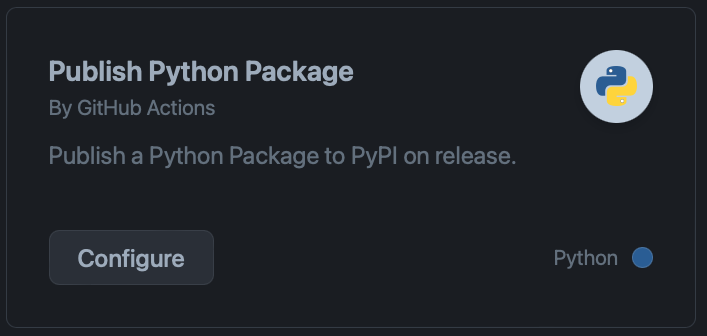 Publish Python Package
By GitHub Actions
Publish a Python Package to PyPI on release.
Configure
Python